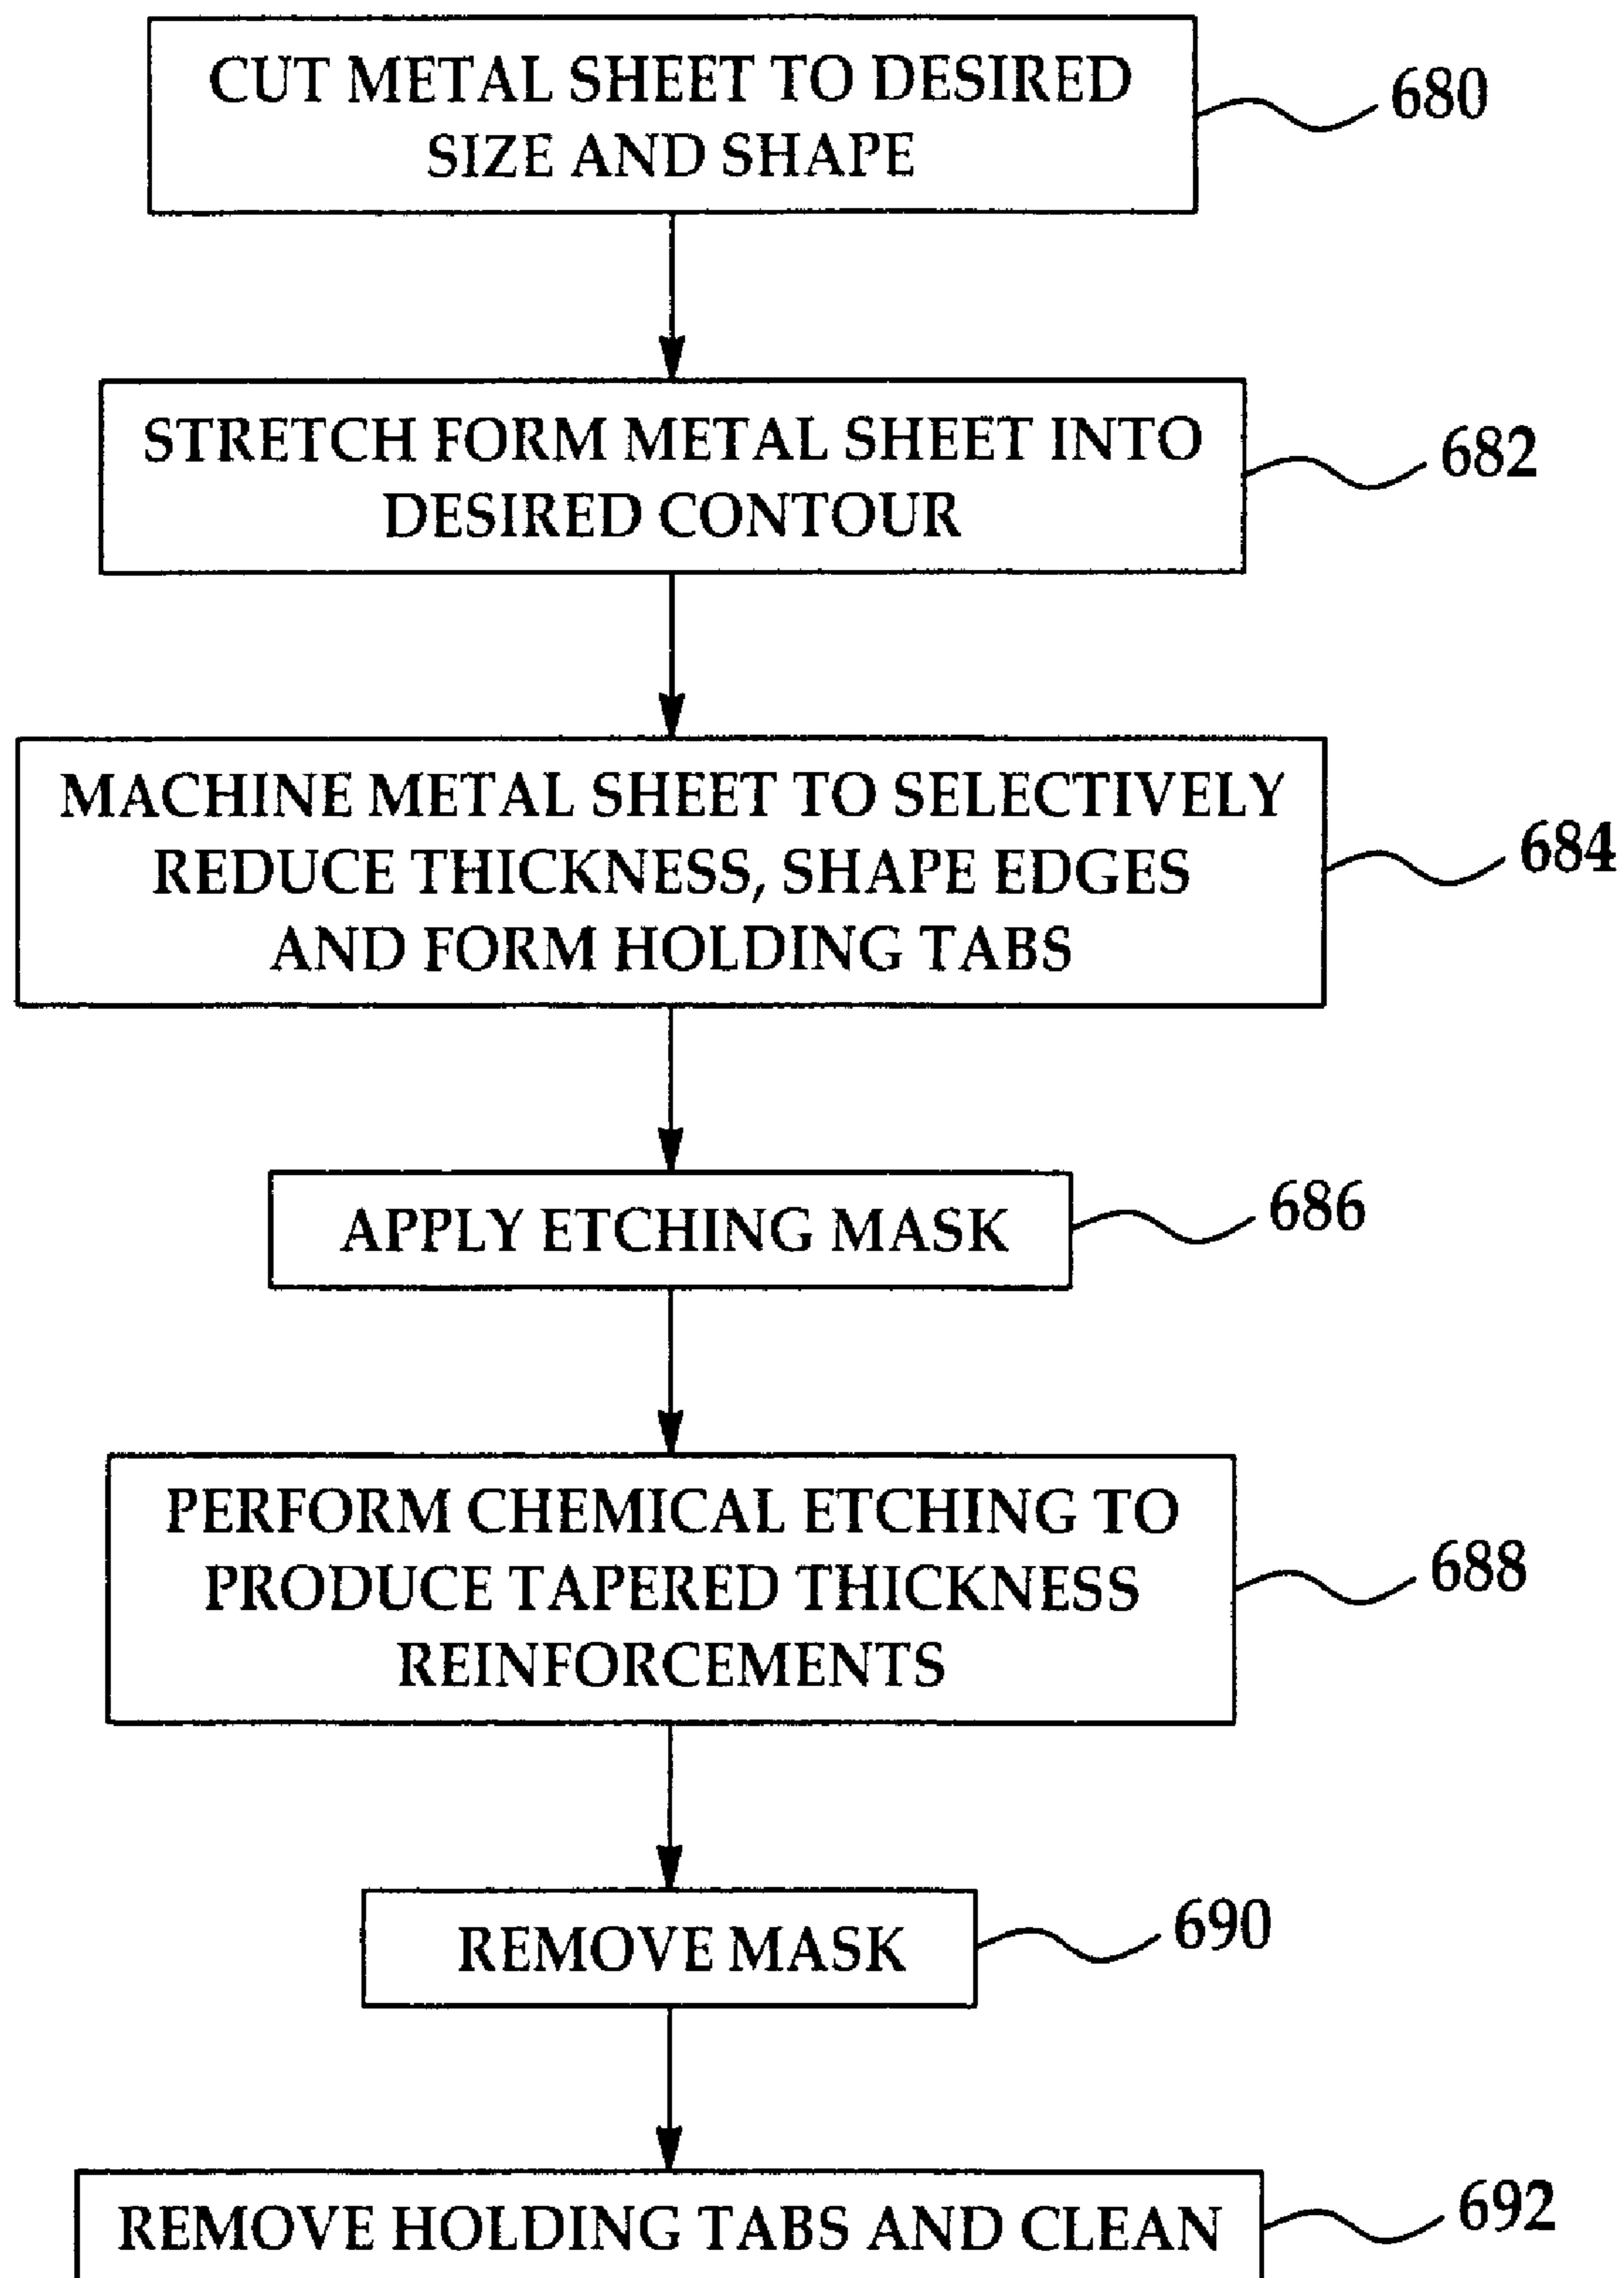 CUT METAL SHEET TO DESIRED
SIZE AND SHAPE
680
STRETCH FORM METAL SHEET INTO
DESIRED CONTOUR
682
MACHINE METAL SHEET TO SELECTIVELY
REDUCE THICKNESS, SHAPE EDGES
AND FORM HOLDING TABS
684
APPLY ETCHING MASK
686
PERFORM CHEMICAL ETCHING TO
PRODUCE TAPERED THICKNESS
REINFORCEMENTS
688
REMOVE MASK
690
REMOVE HOLDING TABS AND CLEAN
692